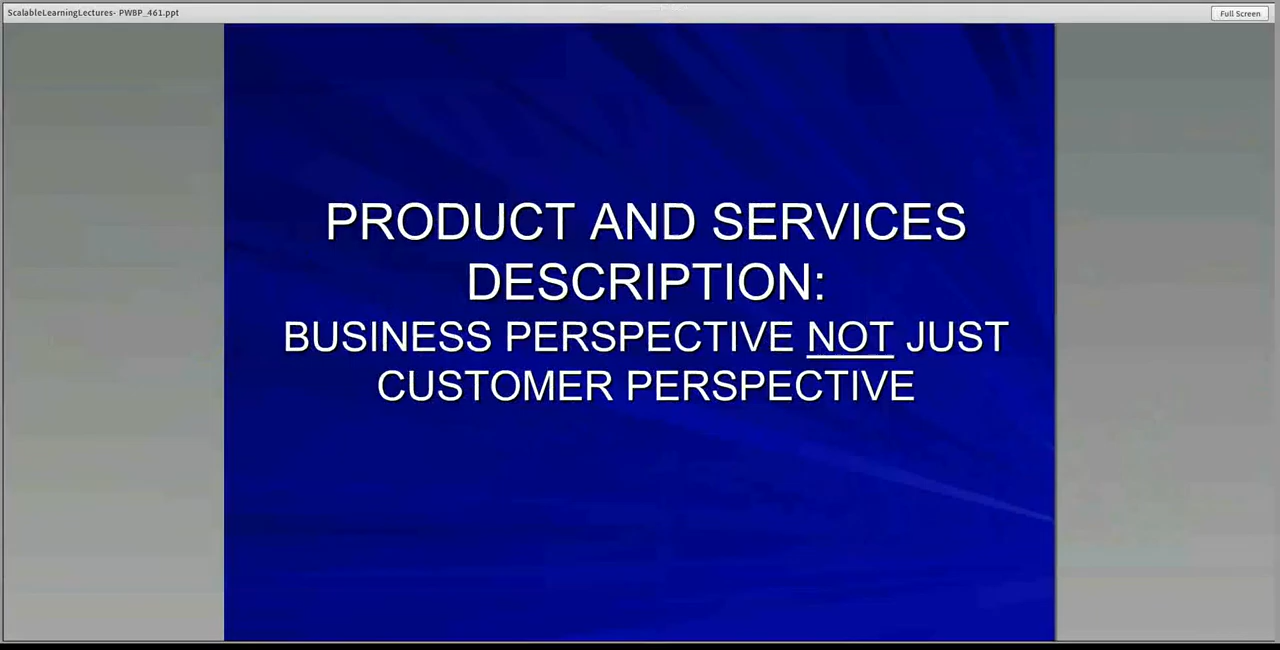 ScalableLearningLectures- PWBP_461.ppt
Full Screen
PRODUCT AND SERVICES
DESCRIPTION:
BUSINESS PERSPECTIVE NOT JUST
CUSTOMER PERSPECTIVE